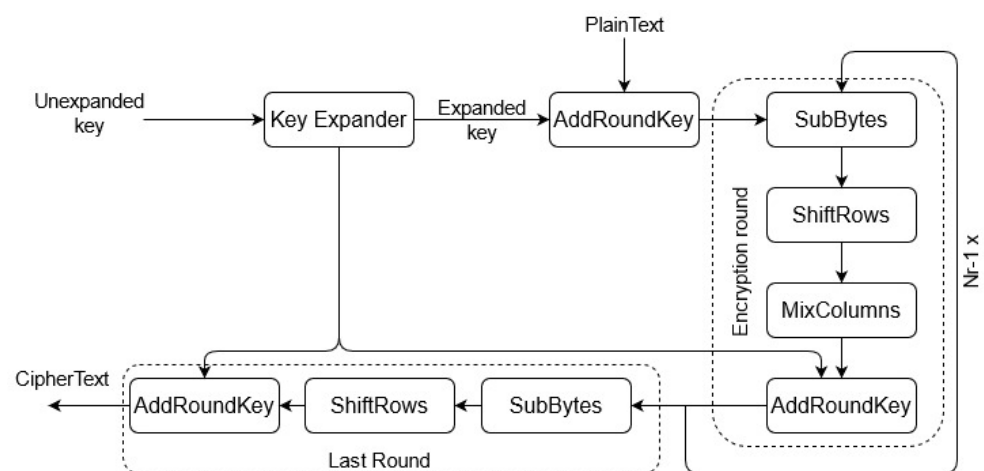 PlainText
Unexpanded
key
Key Expander
Expanded
key
AddRoundKey
SubBytes
ShiftRows
MixColumns
AddRoundKey
Encryption round
Nr-1 x
CipherText
AddRoundKey
ShiftRows
SubBytes
Last Round